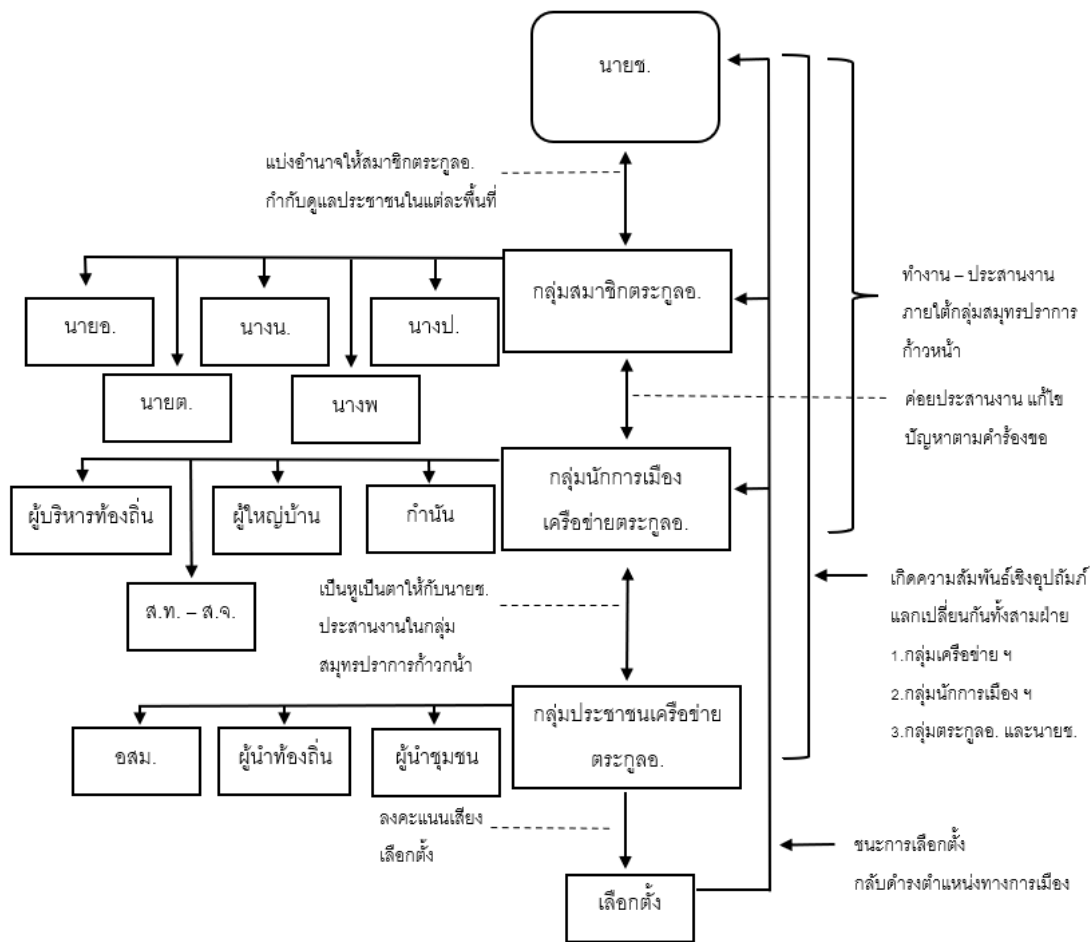 นายช.
แบ่งอำนาจให้สมาชิกตระกูลอ.
กำกับดูแลประชาชนในแต่ละพื้นที่
กลุ่มสมาชิกตระกูลอ.
นายอ.
นางน.
นางป.
นายต.
นางพ
ทำงาน – ประสานงาน
ภายใต้กลุ่มสมุทรปราการ
ก้าวหน้า
ค่อยประสานงาน แก้ไข
ปัญหาตามคำร้องขอ
กลุ่มนักการเมือง
เครือข่ายตระกูลอ.
ผู้บริหารท้องถิ่น
ผู้ใหญ่บ้าน
กำนัน
ส.ท. – ส.จ.
เป็นหูเป็นตาให้กับนายช.
ประสานงานในกลุ่ม
สมุทรปราการก้าวกน้า
เกิดความสัมพันธ์เชิงอุปถัมภ์
แลกเปลี่ยนกันทั้งสามฝ่าย
1.กลุ่มเครือข่าย ฯ
2.กลุ่มนักการเมือง ฯ
3.กลุ่มตระกูลอ. และนายช.
กลุ่มประชาชนเครือข่าย
ตระกูลอ.
อสม.
ผู้นำท้องถิ่น
ผู้นำชุมชน
ลงคะแนนเสียง
เลือกตั้ง
เลือกตั้ง
ชนะการเลือกตั้ง
กลับดำรงตำแหน่งทางการเมือง